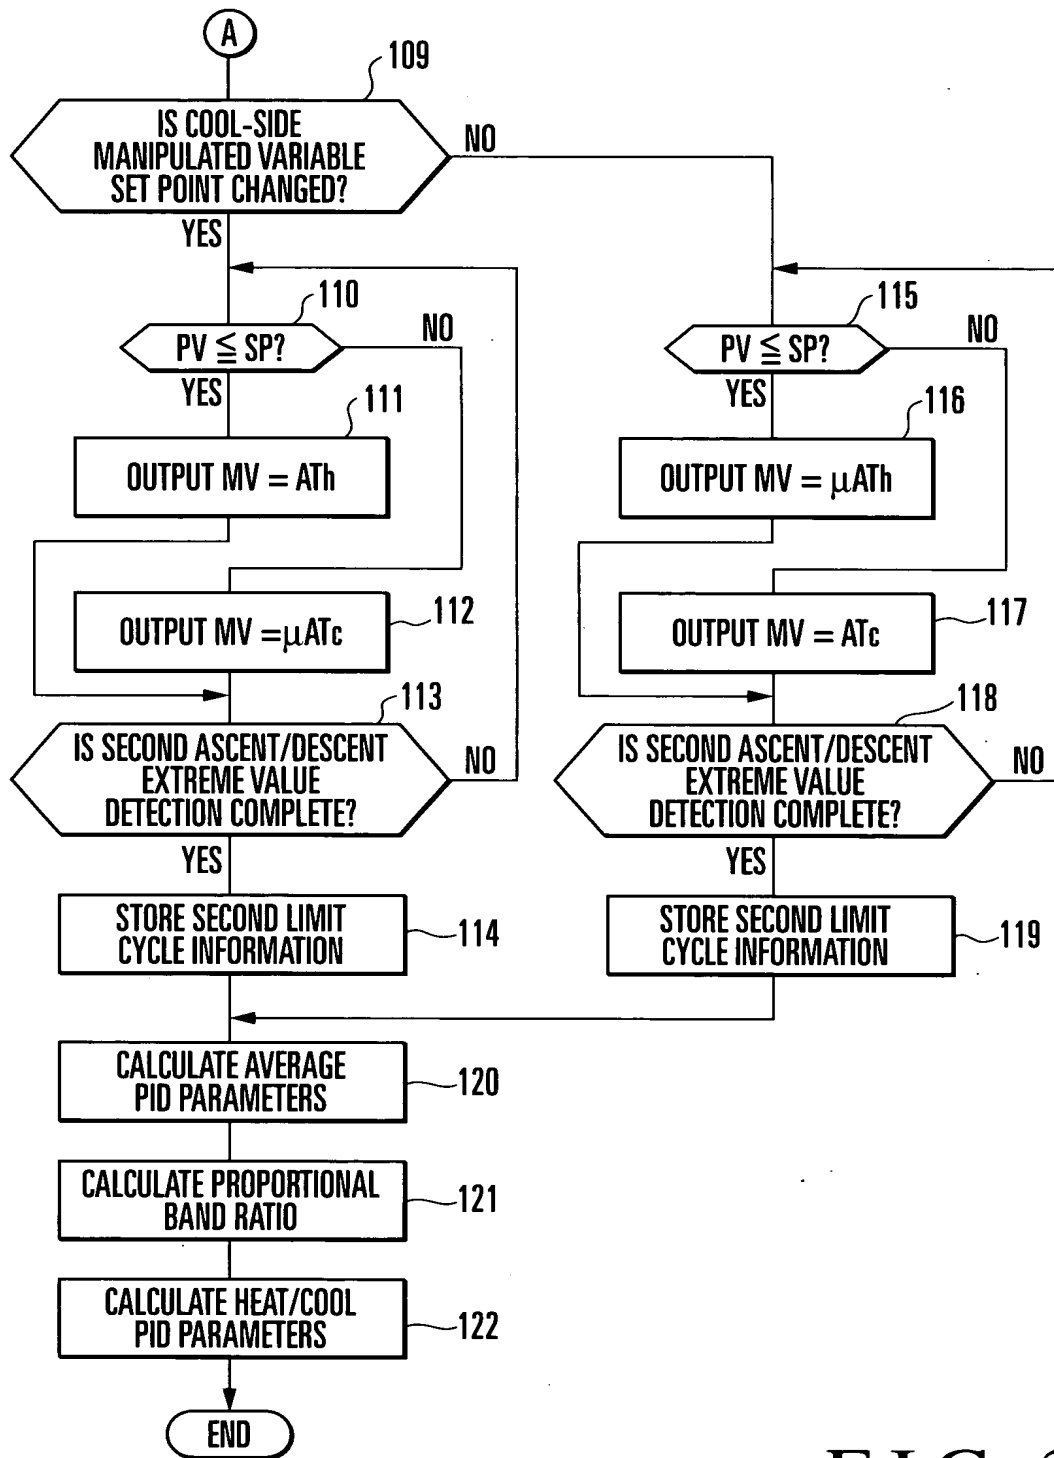 A
109
IS COOL-SIDE
MANIPULATED VARIABLE
SET POINT CHANGED?
NO
YES
110
PV ≦ SP?
NO
YES
111
OUTPUT MV = ATh
OUTPUT MV =μATc
112
113
IS SECOND ASCENT/DESCENT
EXTREME VALUE
DETECTION COMPLETE?
NO
YES
STORE SECOND LIMIT
CYCLE INFORMATION
114
115
PV ≦ SP?
NO
YES
116
OUTPUT MV = μATh
117
OUTPUT MV = ATc
118
IS SECOND ASCENT/DESCENT
EXTREME VALUE
DETECTION COMPLETE?
NO
YES
STORE SECOND LIMIT
CYCLE INFORMATION
119
CALCULATE AVERAGE
PID PARAMETERS
120
CALCULATE PROPORTIONAL
BAND RATIO
121
CALCULATE HEAT/COOL
PID PARAMETERS
122
END
FIG.